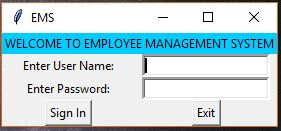 EMS
WELCOME TO EMPLOYEE MANAGEMENT SYSTEM
Enter User Name:
Enter Password:
Sign In Exit